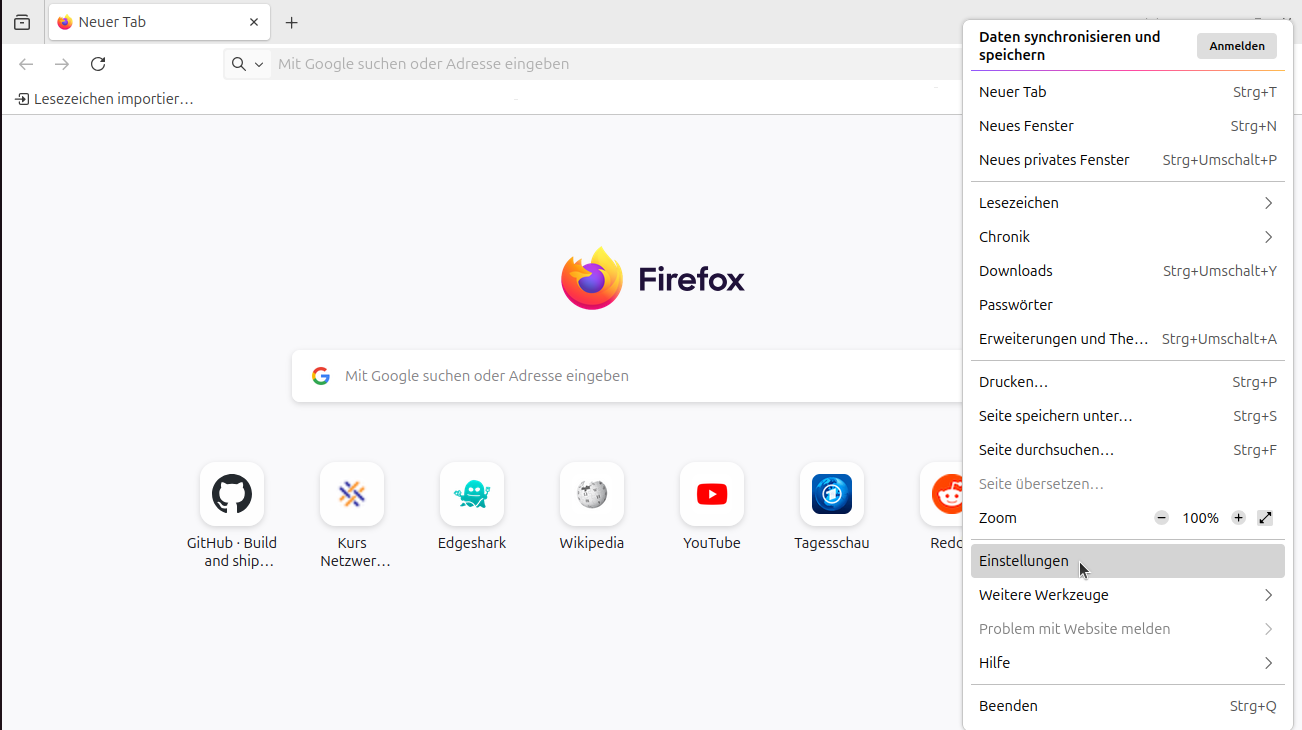 Neuer Tab
Mit Google suchen oder Adresse eingeben
Lesezeichen importier…
Firefox
Mit Google suchen oder Adresse eingeben
GitHub · Build
and ship…
Kurs
Netzwer…
Edgeshark
Wikipedia
YouTube
Tagesschau
Daten synchronisieren und
speichern
Anmelden
Neuer Tab Strg+T
Neues Fenster Strg+N
Neues privates Fenster Strg+Umschalt+P
Lesezeichen
Chronik
Downloads Strg+Umschalt+Y
Passwörter
Erweiterungen und The… Strg+Umschalt+A
Drucken… Strg+P
Seite speichern unter… Strg+S
Seite durchsuchen… Strg+F
Seite übersetzen…
Zoom 100%
Einstellungen
Weitere Werkzeuge
Problem mit Website melden
Hilfe
Beenden Strg+Q